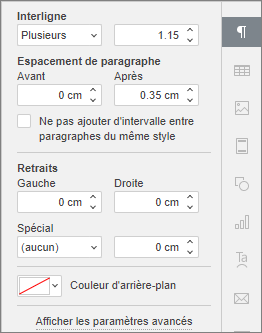 Interligne
Plusieurs 1.15
Espacement de paragraphe
Avant Après
0 cm 0.35 cm
Ne pas ajouter d'intervalle entre
paragraphes du même style
Retraits
Gauche Droite
0 cm 0 cm
Spécial
(aucun) 0 cm
Couleur d'arrière-plan
Afficher les paramètres avancés
¶
Ta